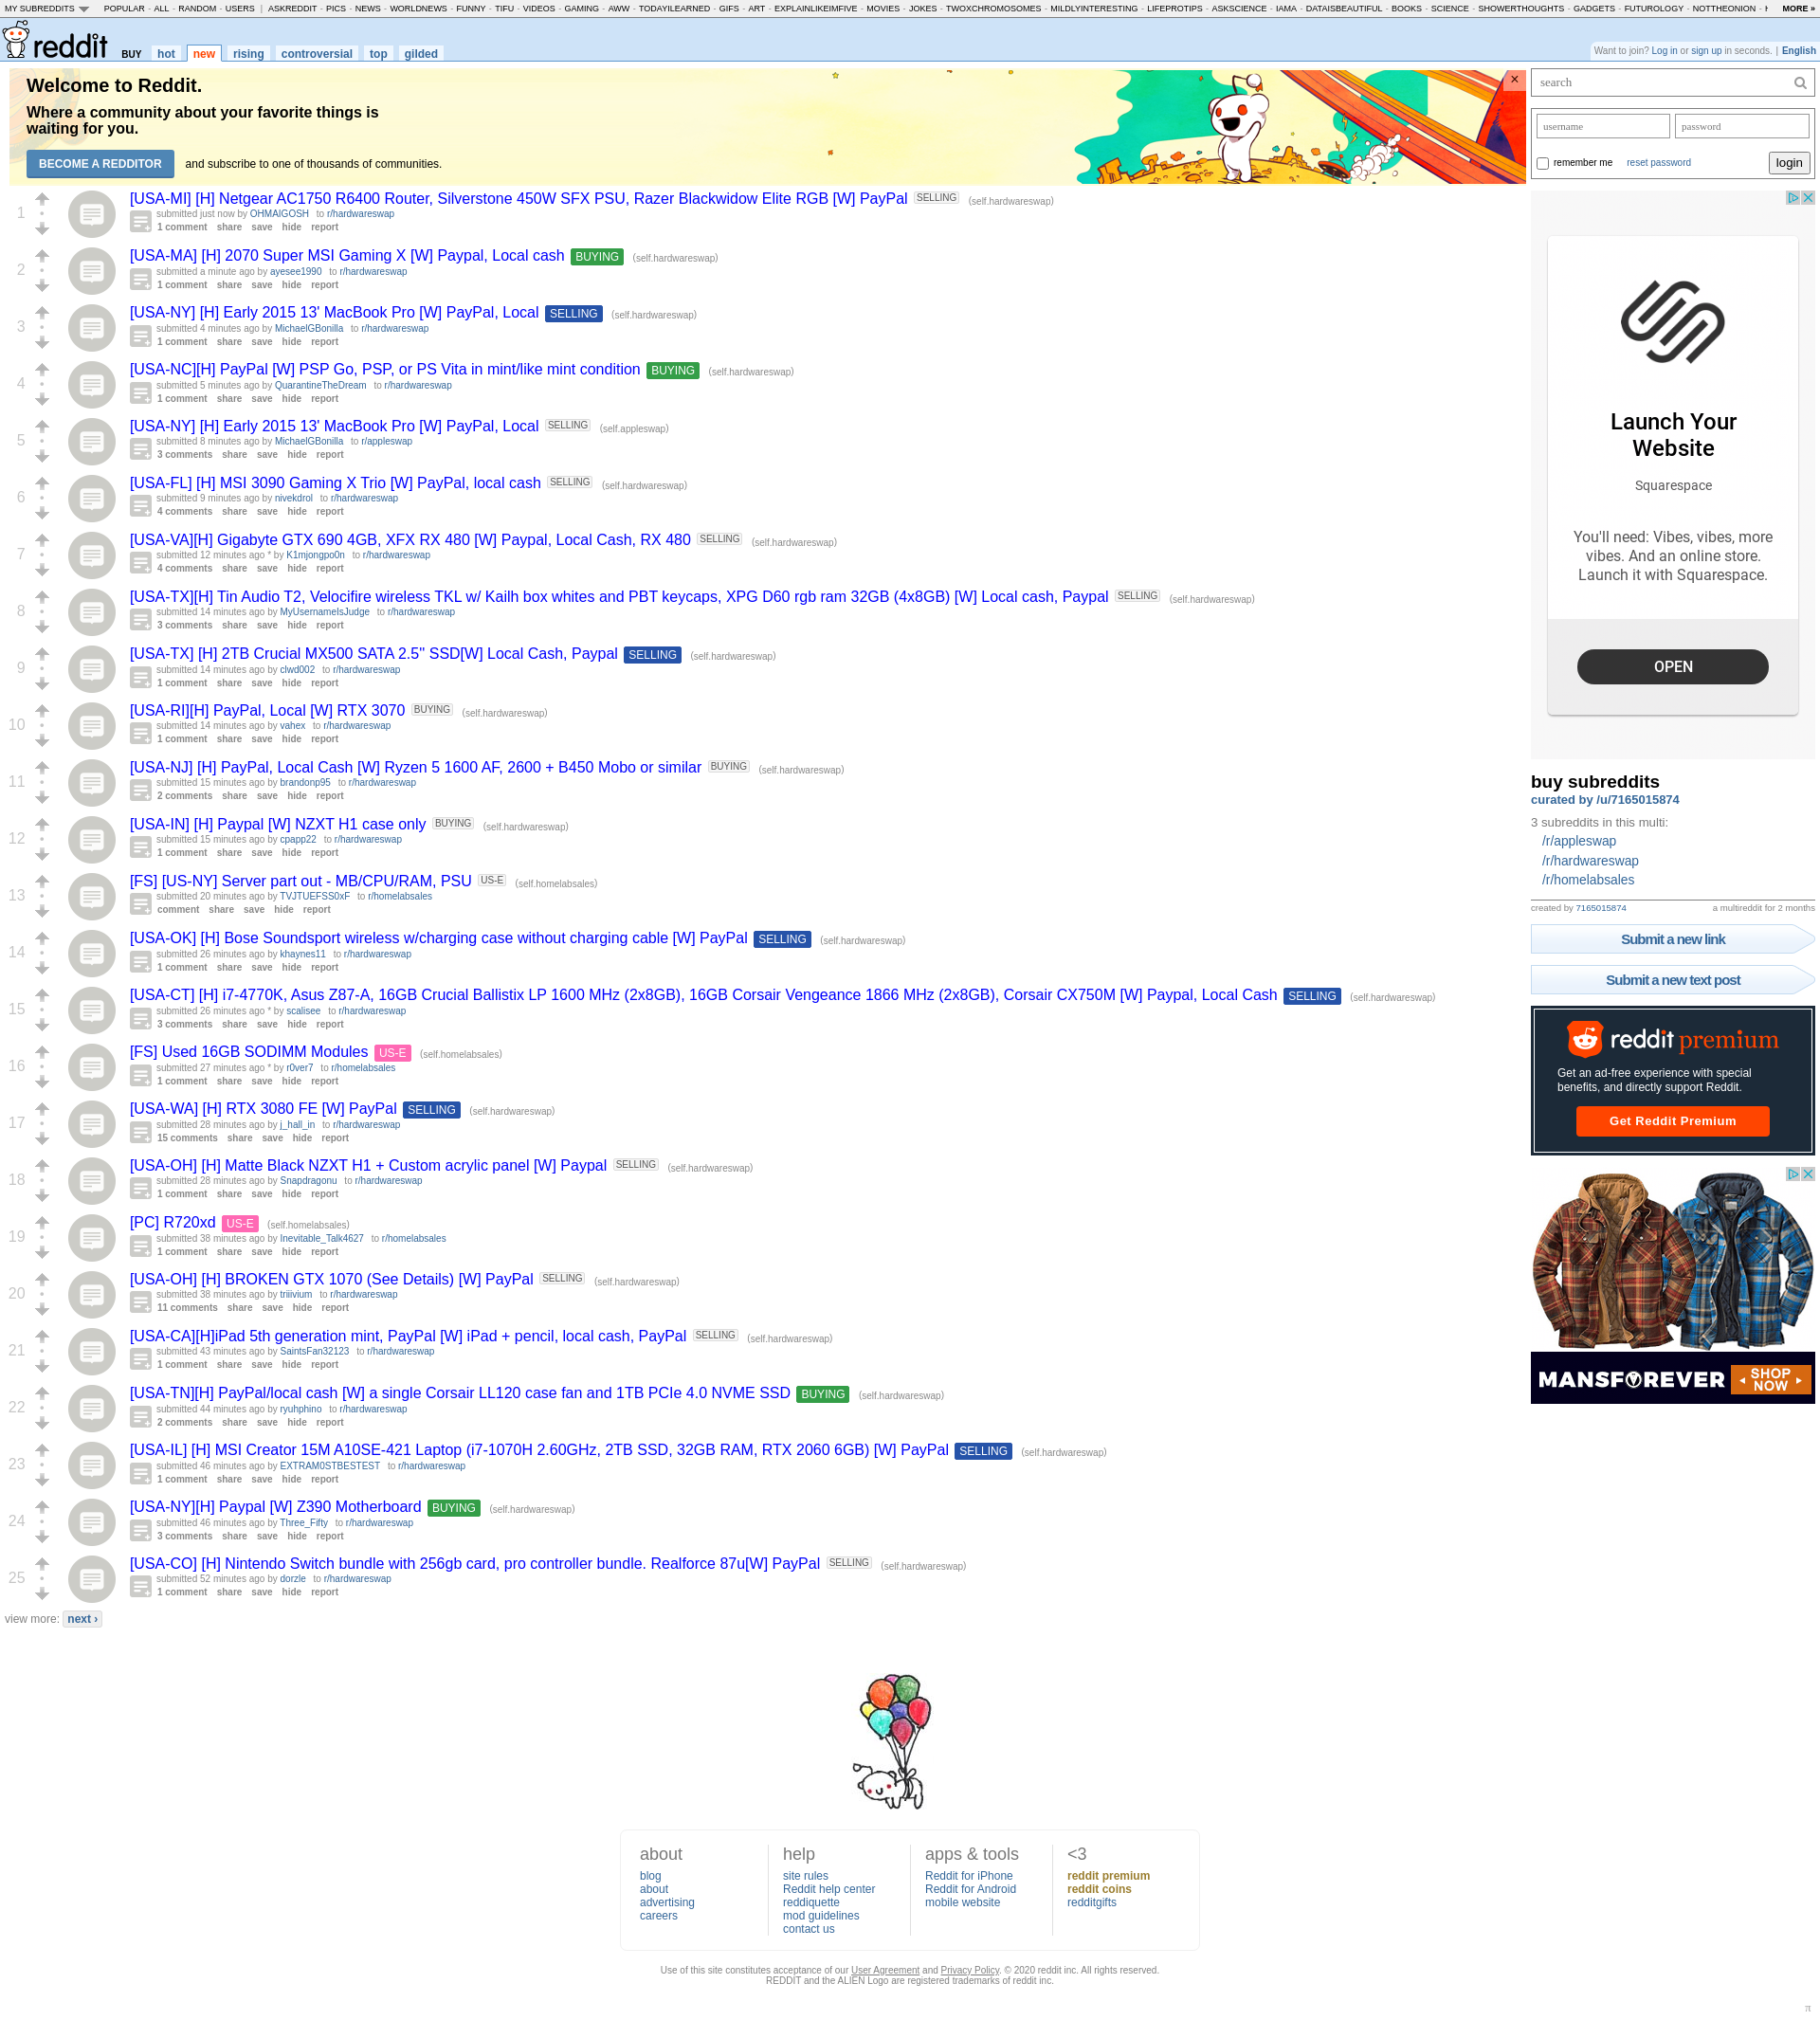 MY SUBREDDITS POPULAR - ALL - RANDOM - USERS | ASKREDDIT - PICS - NEWS - WORLDNEWS - FUNNY - TIFU - VIDEOS - GAMING - AWW - TODAYILEARNED - GIFS - ART - EXPLAINLIKEIMFIVE - MOVIES - JOKES - TWOXCHROMOSOMES - MILDLYINTERESTING - LIFEPROTIPS - ASKSCIENCE - IAMA - DATAISBEAUTIFUL - BOOKS - SCIENCE - SHOWERTHOUGHTS - GADGETS - FUTUROLOGY - NOTTHEONION - MORE »
reddit BUY hot new rising controversial top gilded
Want to join? Log in or sign up in seconds. | English
Welcome to Reddit.
Where a community about your favorite things is
waiting for you.
BECOME A REDDITOR and subscribe to one of thousands of communities.
×
1
[USA-MI] [H] Netgear AC1750 R6400 Router, Silverstone 450W SFX PSU, Razer Blackwidow Elite RGB [W] PayPal SELLING (self.hardwareswap)
submitted just now by OHMAIGOSH to r/hardwareswap
1 comment share save hide report
2
[USA-MA] [H] 2070 Super MSI Gaming X [W] Paypal, Local cash BUYING (self.hardwareswap)
submitted a minute ago by ayesee1990 to r/hardwareswap
1 comment share save hide report
3
[USA-NY] [H] Early 2015 13' MacBook Pro [W] PayPal, Local SELLING (self.hardwareswap)
submitted 4 minutes ago by MichaelGBonilla to r/hardwareswap
1 comment share save hide report
4
[USA-NC][H] PayPal [W] PSP Go, PSP, or PS Vita in mint/like mint condition BUYING (self.hardwareswap)
submitted 5 minutes ago by QuarantineTheDream to r/hardwareswap
1 comment share save hide report
5
[USA-NY] [H] Early 2015 13' MacBook Pro [W] PayPal, Local SELLING (self.appleswap)
submitted 8 minutes ago by MichaelGBonilla to r/appleswap
3 comments share save hide report
6
[USA-FL] [H] MSI 3090 Gaming X Trio [W] PayPal, local cash SELLING (self.hardwareswap)
submitted 9 minutes ago by nivekdrol to r/hardwareswap
4 comments share save hide report
7
[USA-VA][H] Gigabyte GTX 690 4GB, XFX RX 480 [W] Paypal, Local Cash, RX 480 SELLING (self.hardwareswap)
submitted 12 minutes ago * by K1mjongpo0n to r/hardwareswap
4 comments share save hide report
8
[USA-TX][H] Tin Audio T2, Velocifire wireless TKL w/ Kailh box whites and PBT keycaps, XPG D60 rgb ram 32GB (4x8GB) [W] Local cash, Paypal SELLING (self.hardwareswap)
submitted 14 minutes ago by MyUsernameIsJudge to r/hardwareswap
3 comments share save hide report
9
[USA-TX] [H] 2TB Crucial MX500 SATA 2.5" SSD[W] Local Cash, Paypal SELLING (self.hardwareswap)
submitted 14 minutes ago by clwd002 to r/hardwareswap
1 comment share save hide report
10
[USA-RI][H] PayPal, Local [W] RTX 3070 BUYING (self.hardwareswap)
submitted 14 minutes ago by vahex to r/hardwareswap
1 comment share save hide report
11
[USA-NJ] [H] PayPal, Local Cash [W] Ryzen 5 1600 AF, 2600 + B450 Mobo or similar BUYING (self.hardwareswap)
submitted 15 minutes ago by brandonp95 to r/hardwareswap
2 comments share save hide report
12
[USA-IN] [H] Paypal [W] NZXT H1 case only BUYING (self.hardwareswap)
submitted 15 minutes ago by cpapp22 to r/hardwareswap
1 comment share save hide report
13
[FS] [US-NY] Server part out - MB/CPU/RAM, PSU US-E (self.homelabsales)
submitted 20 minutes ago by TVJTUEFSS0xF to r/homelabsales
comment share save hide report
14
[USA-OK] [H] Bose Soundsport wireless w/charging case without charging cable [W] PayPal SELLING (self.hardwareswap)
submitted 26 minutes ago by khaynes11 to r/hardwareswap
1 comment share save hide report
15
[USA-CT] [H] i7-4770K, Asus Z87-A, 16GB Crucial Ballistix LP 1600 MHz (2x8GB), 16GB Corsair Vengeance 1866 MHz (2x8GB), Corsair CX750M [W] Paypal, Local Cash SELLING (self.hardwareswap)
submitted 26 minutes ago * by scalisee to r/hardwareswap
3 comments share save hide report
16
[FS] Used 16GB SODIMM Modules US-E (self.homelabsales)
submitted 27 minutes ago * by r0ver7 to r/homelabsales
1 comment share save hide report
17
[USA-WA] [H] RTX 3080 FE [W] PayPal SELLING (self.hardwareswap)
submitted 28 minutes ago by j_hall_in to r/hardwareswap
15 comments share save hide report
18
[USA-OH] [H] Matte Black NZXT H1 + Custom acrylic panel [W] Paypal SELLING (self.hardwareswap)
submitted 28 minutes ago by Snapdragonu to r/hardwareswap
1 comment share save hide report
19
[PC] R720xd US-E (self.homelabsales)
submitted 38 minutes ago by Inevitable_Talk4627 to r/homelabsales
1 comment share save hide report
20
[USA-OH] [H] BROKEN GTX 1070 (See Details) [W] PayPal SELLING (self.hardwareswap)
submitted 38 minutes ago by triiivium to r/hardwareswap
11 comments share save hide report
21
[USA-CA][H]iPad 5th generation mint, PayPal [W] iPad + pencil, local cash, PayPal SELLING (self.hardwareswap)
submitted 43 minutes ago by SaintsFan32123 to r/hardwareswap
1 comment share save hide report
22
[USA-TN][H] PayPal/local cash [W] a single Corsair LL120 case fan and 1TB PCIe 4.0 NVME SSD BUYING (self.hardwareswap)
submitted 44 minutes ago by ryuhphino to r/hardwareswap
2 comments share save hide report
23
[USA-IL] [H] MSI Creator 15M A10SE-421 Laptop (i7-1070H 2.60GHz, 2TB SSD, 32GB RAM, RTX 2060 6GB) [W] PayPal SELLING (self.hardwareswap)
submitted 46 minutes ago by EXTRAM0STBESTEST to r/hardwareswap
1 comment share save hide report
24
[USA-NY][H] Paypal [W] Z390 Motherboard BUYING (self.hardwareswap)
submitted 46 minutes ago by Three_Fifty to r/hardwareswap
3 comments share save hide report
25
[USA-CO] [H] Nintendo Switch bundle with 256gb card, pro controller bundle. Realforce 87u[W] PayPal SELLING (self.hardwareswap)
submitted 52 minutes ago by dorzle to r/hardwareswap
1 comment share save hide report
view more: next ›
search
username password
remember me reset password login
Launch Your
Website
Squarespace
You'll need: Vibes, vibes, more
vibes. And an online store.
Launch it with Squarespace.
OPEN
buy subreddits
curated by /u/7165015874
3 subreddits in this multi:
/r/appleswap
/r/hardwareswap
/r/homelabsales
created by 7165015874 a multireddit for 2 months
Submit a new link
Submit a new text post
reddit premium
Get an ad-free experience with special
benefits, and directly support Reddit.
Get Reddit Premium
MANSFOREVER SHOP
NOW
about
blog
about
advertising
careers
help
site rules
Reddit help center
reddiquette
mod guidelines
contact us
apps & tools
Reddit for iPhone
Reddit for Android
mobile website
<3
reddit premium
reddit coins
redditgifts
Use of this site constitutes acceptance of our User Agreement and Privacy Policy. © 2020 reddit inc. All rights reserved.
REDDIT and the ALIEN Logo are registered trademarks of reddit inc.
π